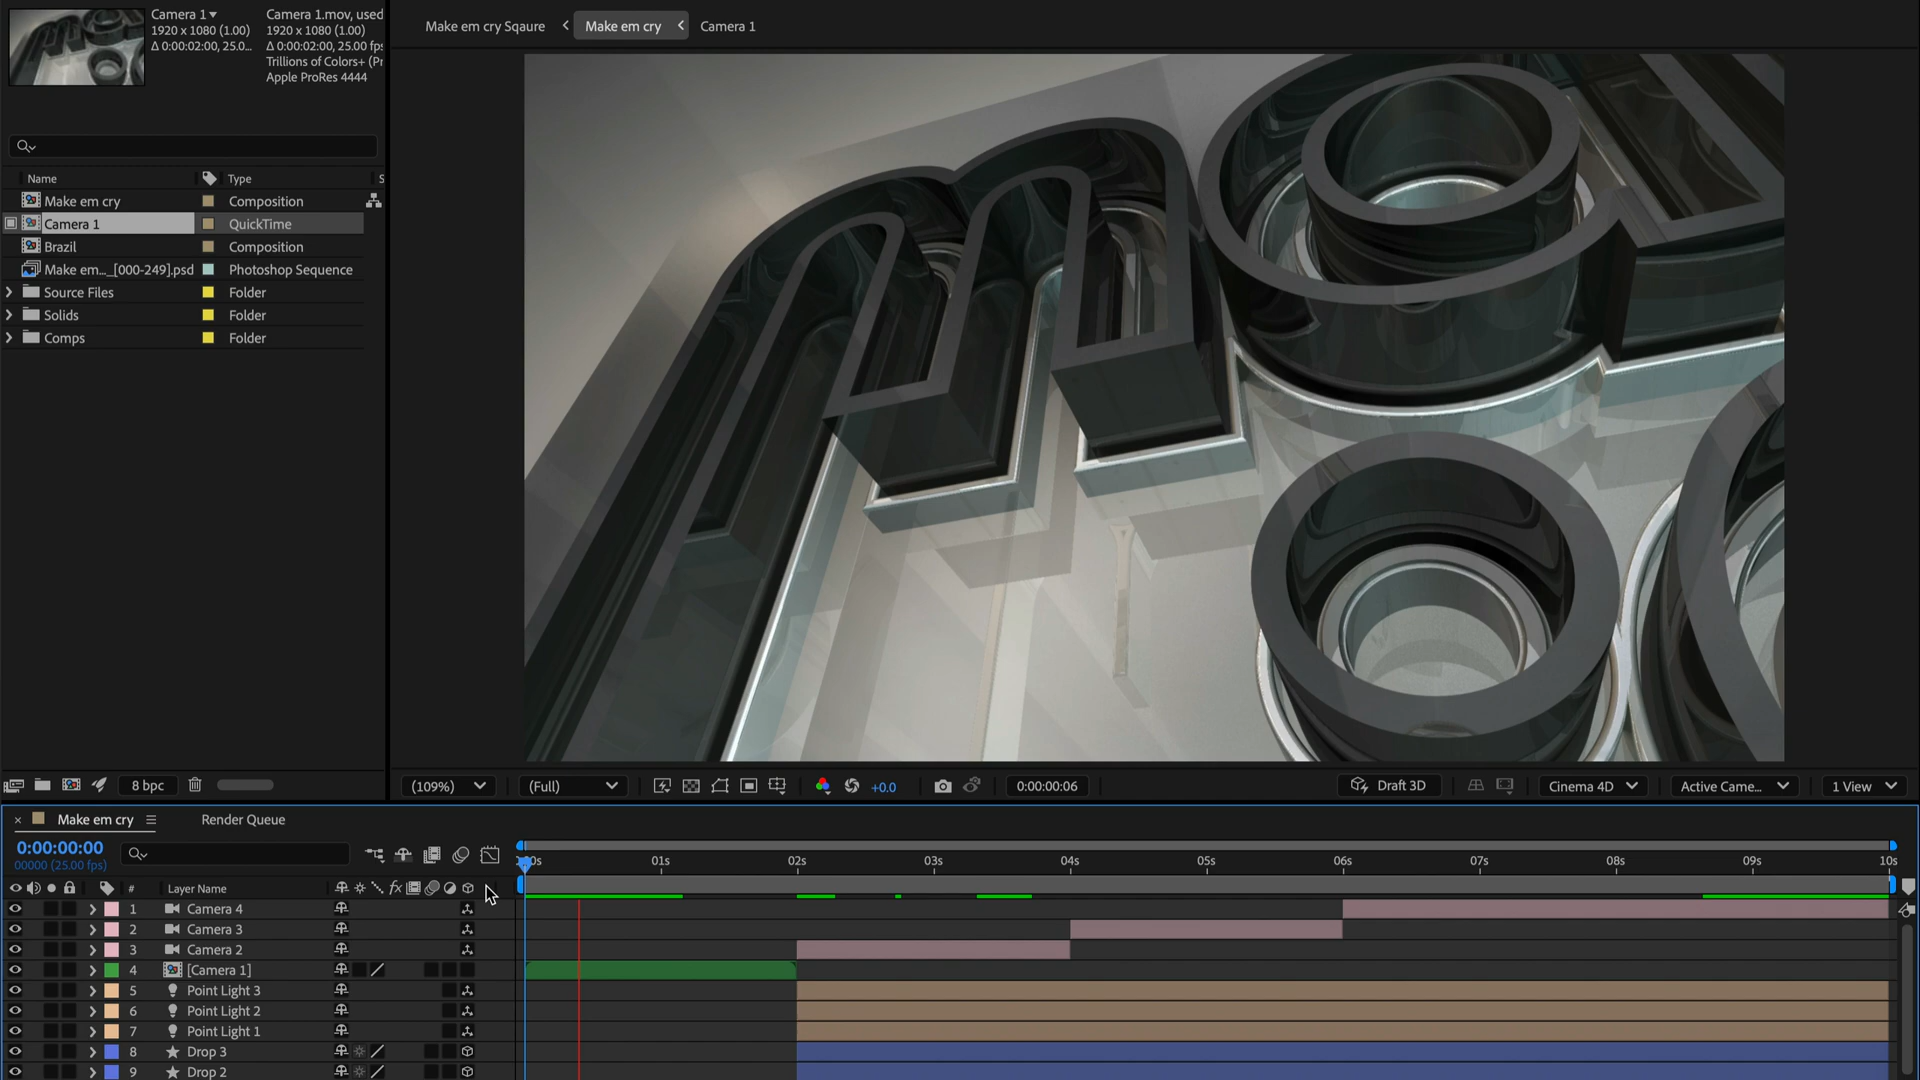 Camera 1
1920 x 1080 (1.00)
Δ 0:00:02:00, 25.0...
Camera 1.mov, used
1920 x 1080 (1.00)
Δ 0:00:02:00, 25.00 fp
Trillions of Colors+ (Pr
Apple ProRes 4444
Make em cry Sqaure
Make em cry
Camera 1
Name Type S
Make em cry Composition
Camera 1 QuickTime
Brazil Composition
Make em..._[000-249].psd Photoshop Sequence
Source Files Folder
Solids Folder
Comps Folder
8 bpc
(109%) (Full) +0.0 0:00:00:06 Draft 3D Cinema 4D Active Came... 1 View
Make em cry Render Queue
0:00:00:00
00000 (25.00 fps)
01s 02s 03s 04s 05s 06s 07s 08s 09s 10s
# Layer Name fx
1 Camera 4
2 Camera 3
3 Camera 2
4 [Camera 1]
5 Point Light 3
6 Point Light 2
7 Point Light 1
8 Drop 3
9 Drop 2